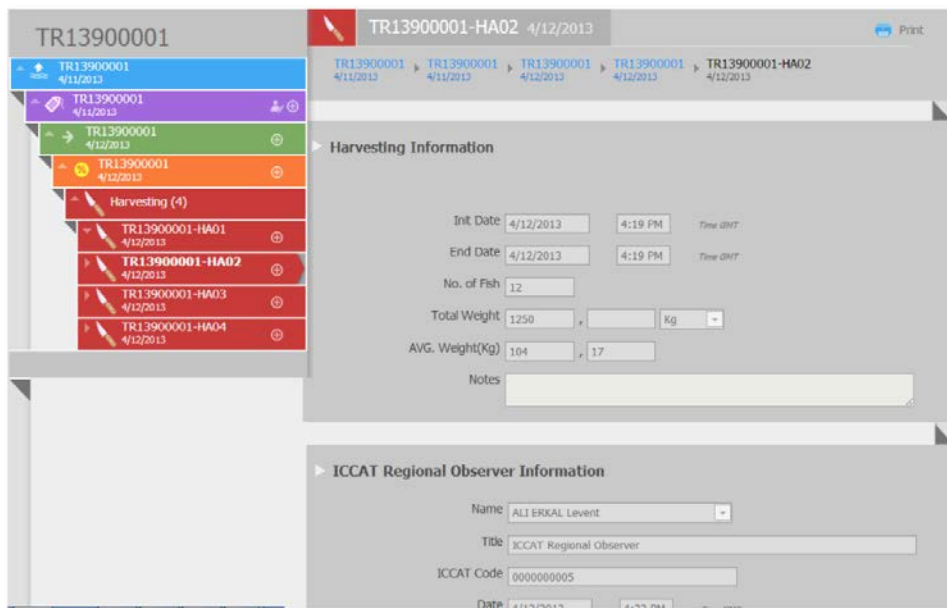 TR13900001
TR13900001-HA02 4/12/2013
Print
TR13900001
4/11/2013
TR13900001
4/11/2013
TR13900001
4/12/2013
TR13900001
4/12/2013
Harvesting (4)
TR13900001-HA01
4/12/2013
TR13900001-HA02
4/12/2013
TR13900001-HA03
4/12/2013
TR13900001-HA04
4/12/2013
TR13900001 TR13900001 TR13900001 TR13900001 TR13900001-HA02
4/11/2013 4/11/2013 4/12/2013 4/12/2013 4/12/2013
Harvesting Information
Init Date 4/12/2013 4:19 PM Time GMT
End Date 4/12/2013 4:19 PM Time GMT
No. of Fish 12
Total Weight 1250 , Kg
AVG. Weight(Kg) 104 , 17
Notes
ICCAT Regional Observer Information
Name ALI ERKAL Levent
Title ICCAT Regional Observer
ICCAT Code 0000000005
Date 4/12/2013